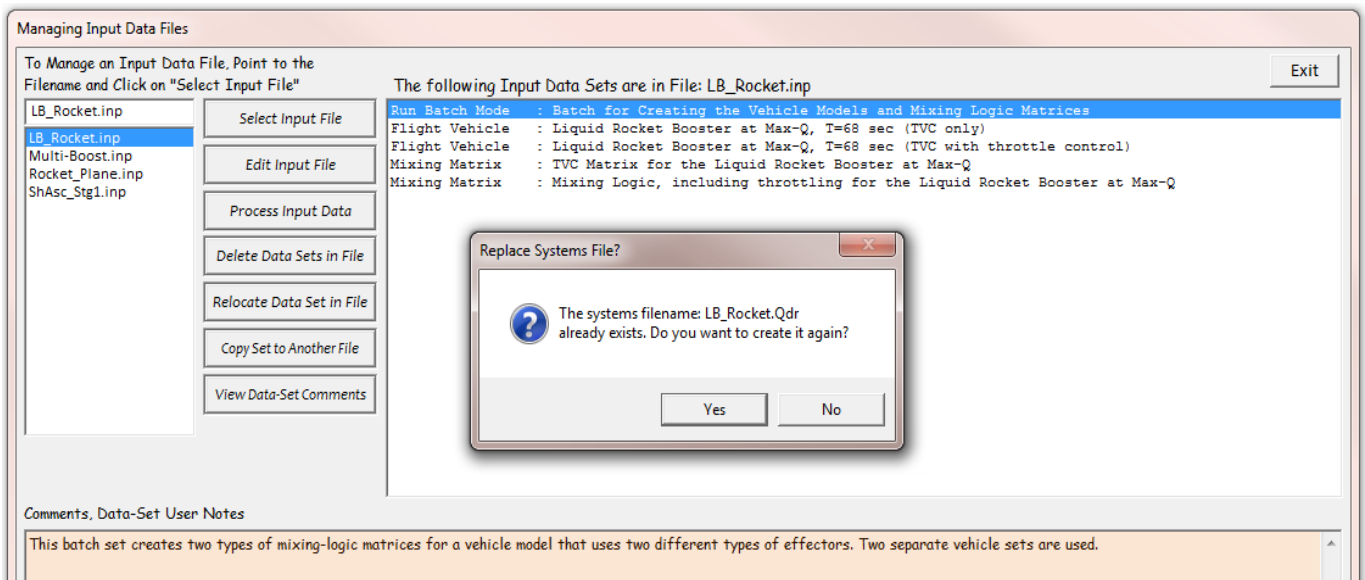 Managing Input Data Files
To Manage an Input Data File, Point to the
Filename and Click on "Select Input File"
The following Input Data Sets are in File: LB_Rocket.inp
Exit
LB_Rocket.inp
LB_Rocket.inp
Multi-Boost.inp
Rocket_Plane.inp
ShAsc_Stg1.inp
Select Input File
Edit Input File
Process Input Data
Delete Data Sets in File
Relocate Data Set in File
Copy Set to Another File
View Data-Set Comments
Run Batch Mode : Batch for Creating the Vehicle Models and Mixing Logic Matrices
Flight Vehicle : Liquid Rocket Booster at Max-Q, T=68 sec (TVC only)
Flight Vehicle : Liquid Rocket Booster at Max-Q, T=68 sec (TVC with throttle control)
Mixing Matrix : TVC Matrix for the Liquid Rocket Booster at Max-Q
Mixing Matrix : Mixing Logic, including throttling for the Liquid Rocket Booster at Max-Q
Replace Systems File?
X
The systems filename: LB_Rocket.Qdr
already exists. Do you want to create it again?
Yes
No
Comments, Data-Set User Notes
This batch set creates two types of mixing-logic matrices for a vehicle model that uses two different types of effectors. Two separate vehicle sets are used.